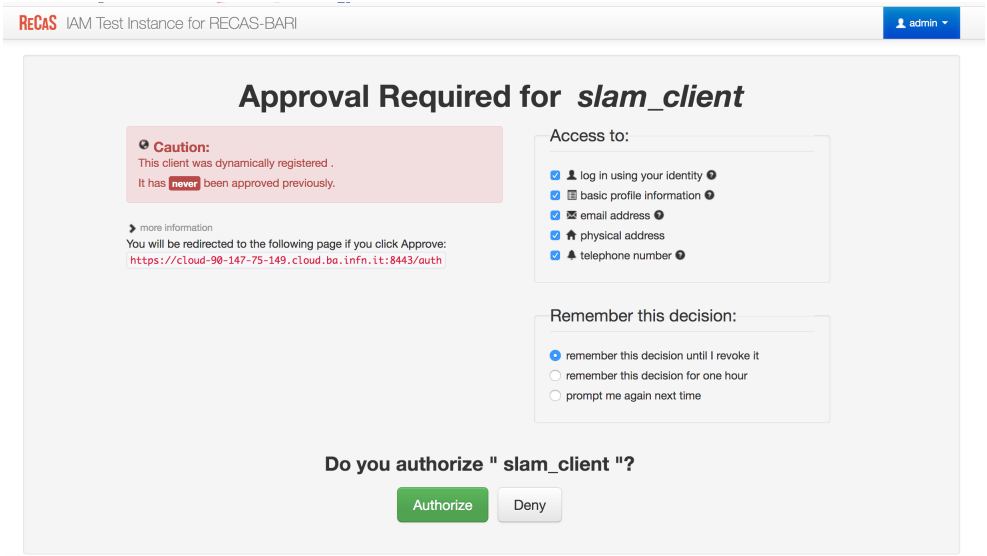 RECAS IAM Test Instance for RECAS-BARI
admin
Approval Required for slam_client
Caution:
This client was dynamically registered .
It has never been approved previously.
more information
You will be redirected to the following page if you click Approve:
https://cloud-90-147-75-149.cloud.ba.infn.it:8443/auth
Access to:
log in using your identity
basic profile information
email address
physical address
telephone number
Remember this decision:
remember this decision until I revoke it
remember this decision for one hour
prompt me again next time
Do you authorize " slam_client "?
Authorize
Deny